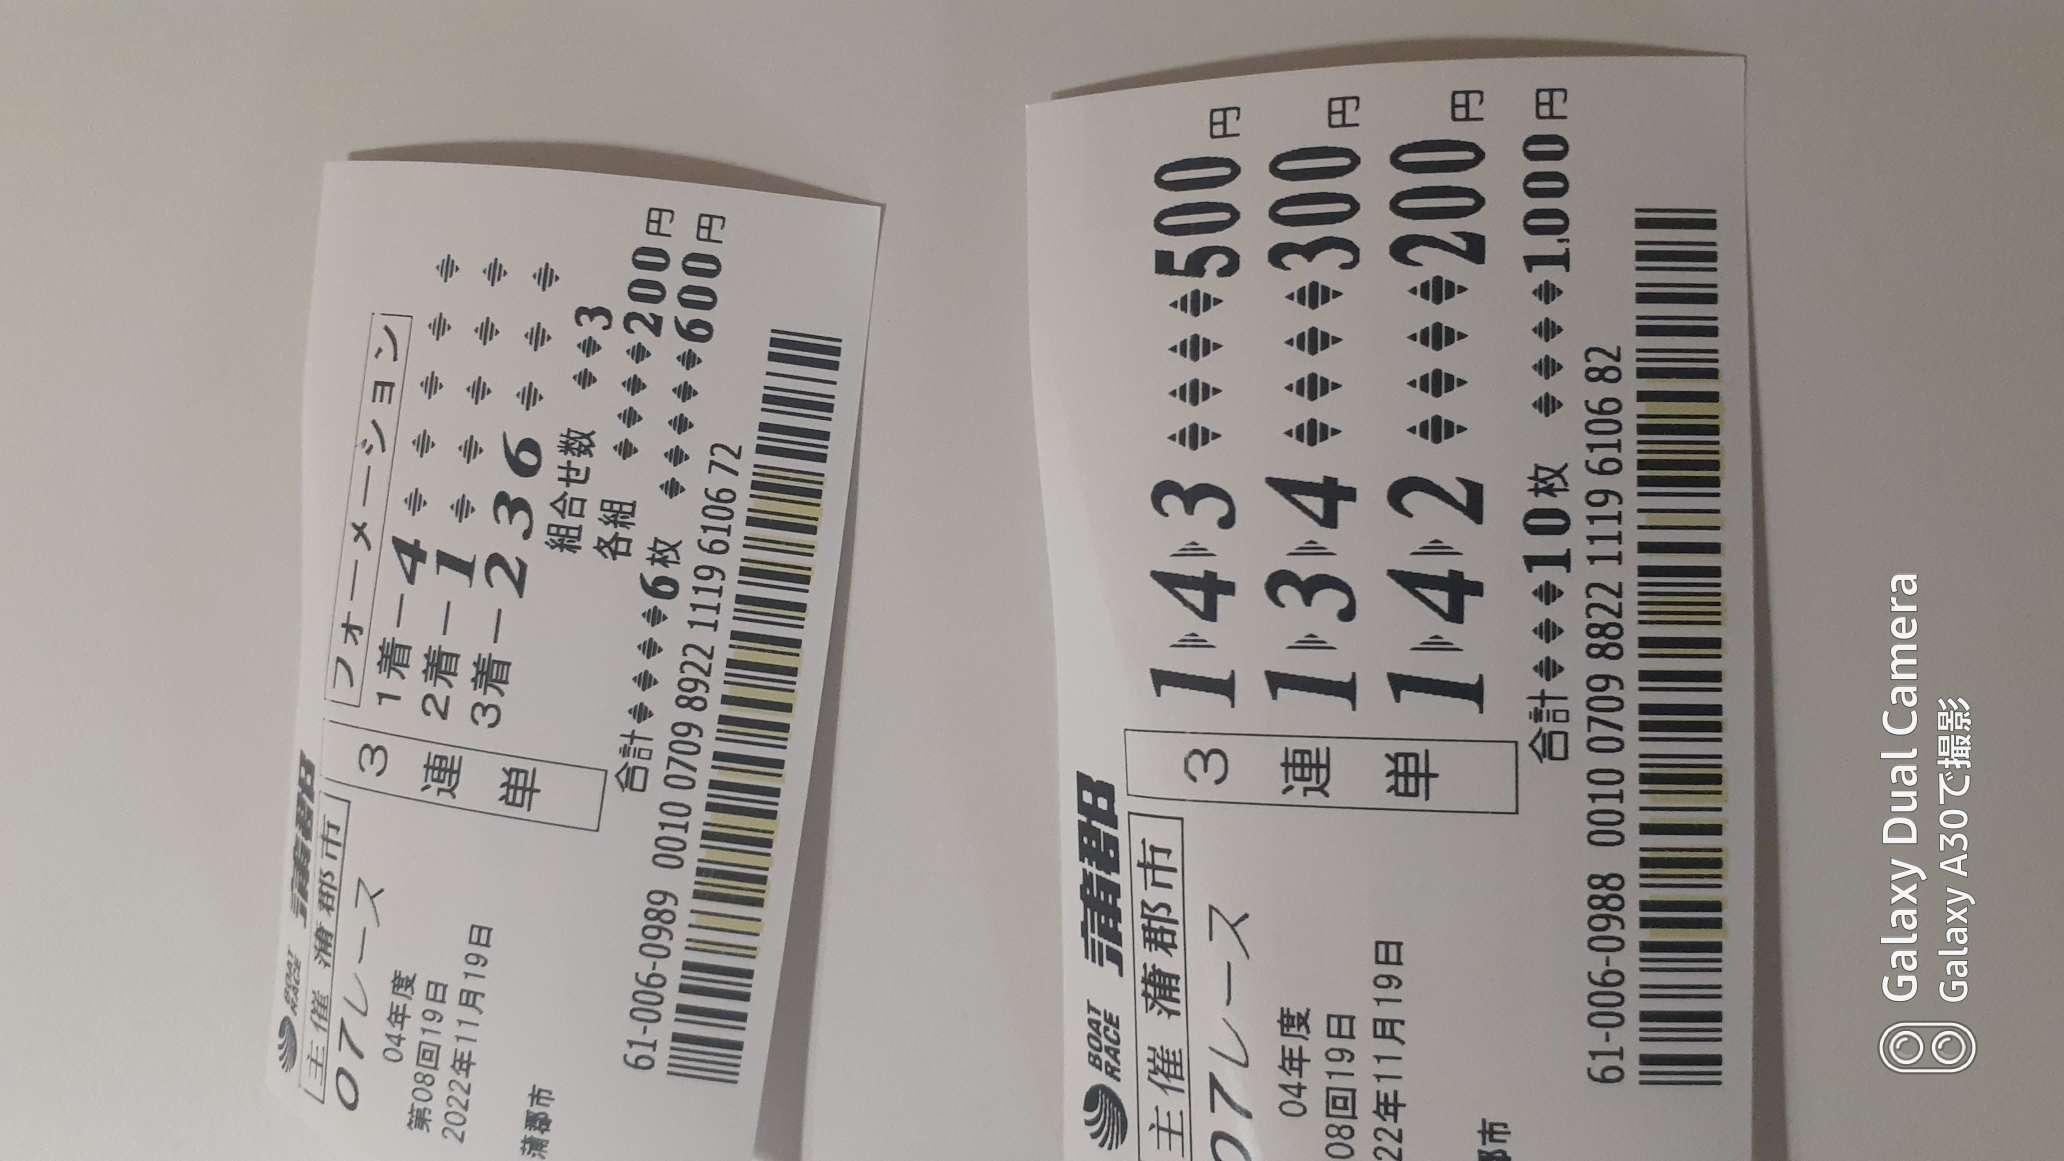 BOAT RACE 蒲郡
主催 蒲郡市
07レース
04年度
第08回19日
2022年11月19日
蒲郡市
3連単
フォーメーション
1着－4
2着－1
3着－236
組合せ数 3
各組 200円
合計 6枚 600円
61-006-0989 0010 0709 8922 1119 6106 72
BOAT RACE 蒲郡
主催 蒲郡市
07レース
04年度
08回19日
22年11月19日
郡市
3連単
1 4 3 500円
1 3 4 300円
1 4 2 200円
合計 10枚 1,000円
61-006-0988 0010 0709 8822 1119 6106 82
Galaxy Dual Camera
Galaxy A30で撮影